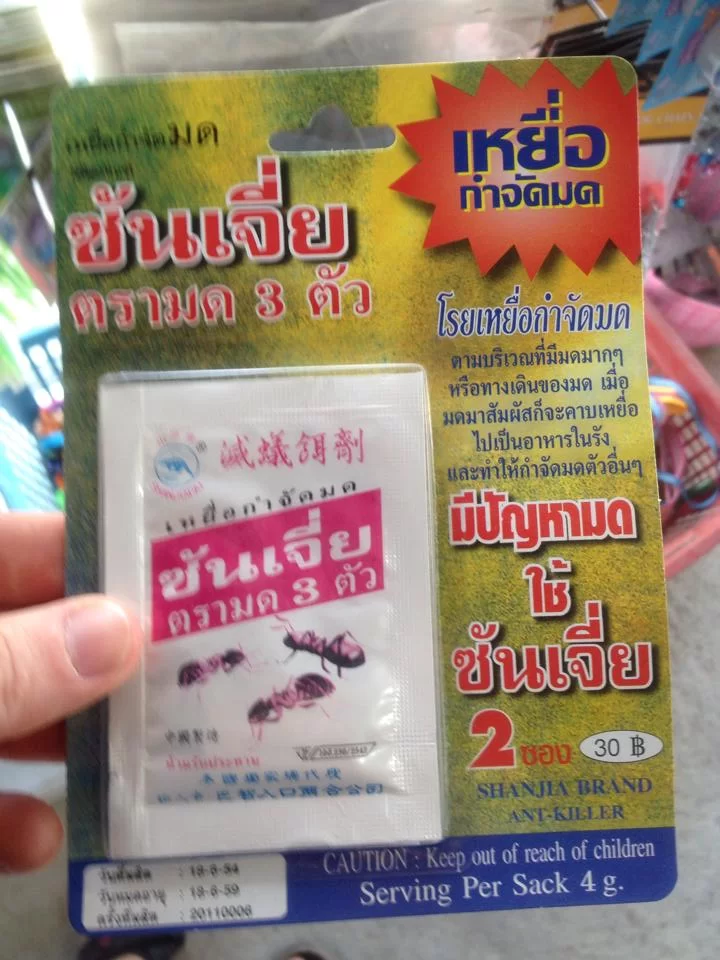 เหยื่อกำจัดมด
ซันเจี่ย
ตรามด 3 ตัว
เหยื่อ
กำจัดมด
โรยเหยื่อกำจัดมด
ตามบริเวณที่มีมดมากๆ
หรือทางเดินของมด เมื่อ
มดมาสัมผัสก็จะคาบเหยื่อ
ไปเป็นอาหารในรัง
และทำให้กำจัดมดตัวอื่นๆ
มีปัญหามด
ใช้
ซันเจี่ย
2 ซอง 30 ฿
SHANJIA BRAND
ANT-KILLER
滅蟻餌劑
เหยื่อกำจัดมด
ซันเจี่ย
ตรามด 3 ตัว
中國製造
CAUTION : Keep out of reach of children
Serving Per Sack 4 g.
วันที่ผลิต : 18-6-54
วันหมดอายุ : 18-6-59
ครั้งที่ผลิต : 20110006